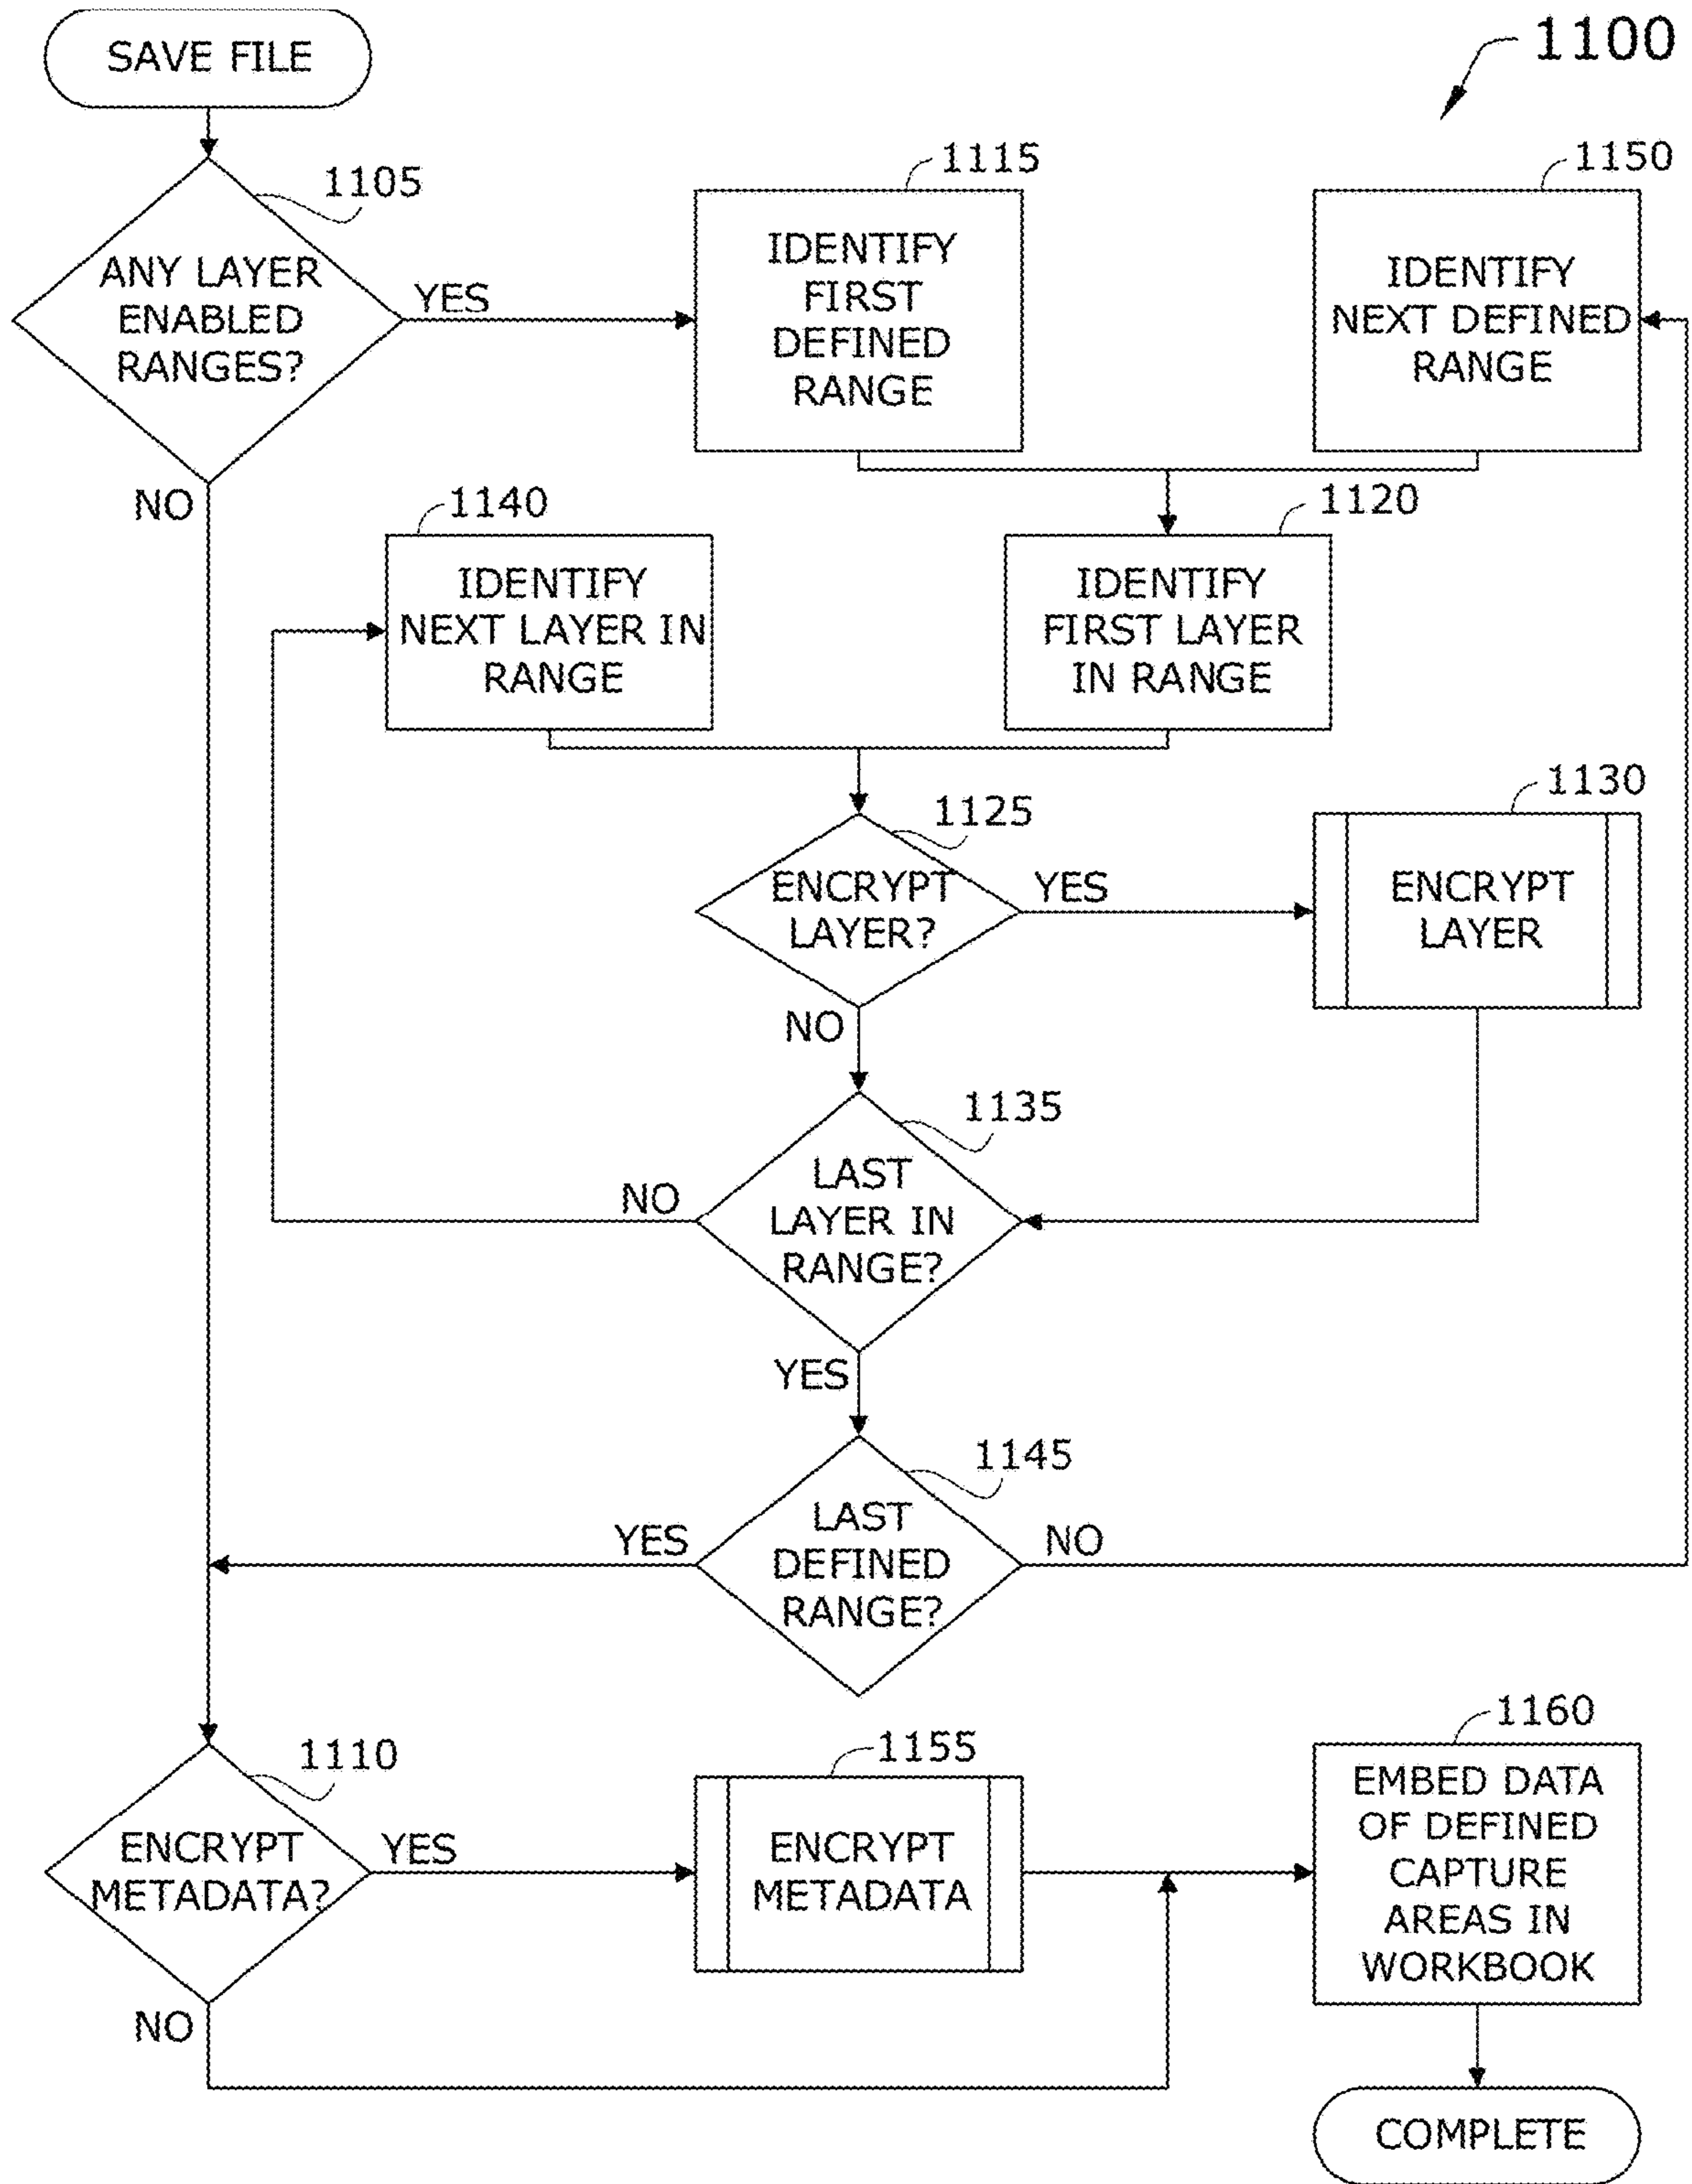 SAVE FILE
1100
1105
ANY LAYER
ENABLED
RANGES?
YES
NO
1115
IDENTIFY
FIRST
DEFINED
RANGE
1150
IDENTIFY
NEXT DEFINED
RANGE
1140
IDENTIFY
NEXT LAYER IN
RANGE
1120
IDENTIFY
FIRST LAYER
IN RANGE
1125
ENCRYPT
LAYER?
YES
NO
1130
ENCRYPT
LAYER
1135
LAST
LAYER IN
RANGE?
NO
YES
1145
LAST
DEFINED
RANGE?
YES
NO
1110
ENCRYPT
METADATA?
YES
NO
1155
ENCRYPT
METADATA
1160
EMBED DATA
OF DEFINED
CAPTURE
AREAS IN
WORKBOOK
COMPLETE